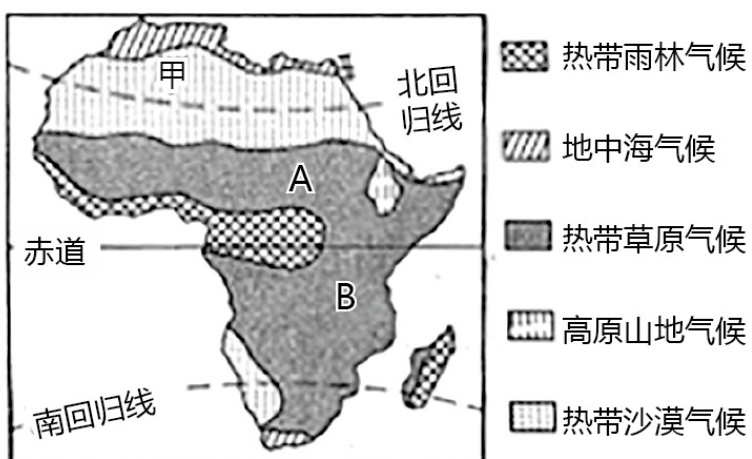 甲
北回
归线
A
赤道
B
南回归线
热带雨林气候
地中海气候
热带草原气候
高原山地气候
热带沙漠气候